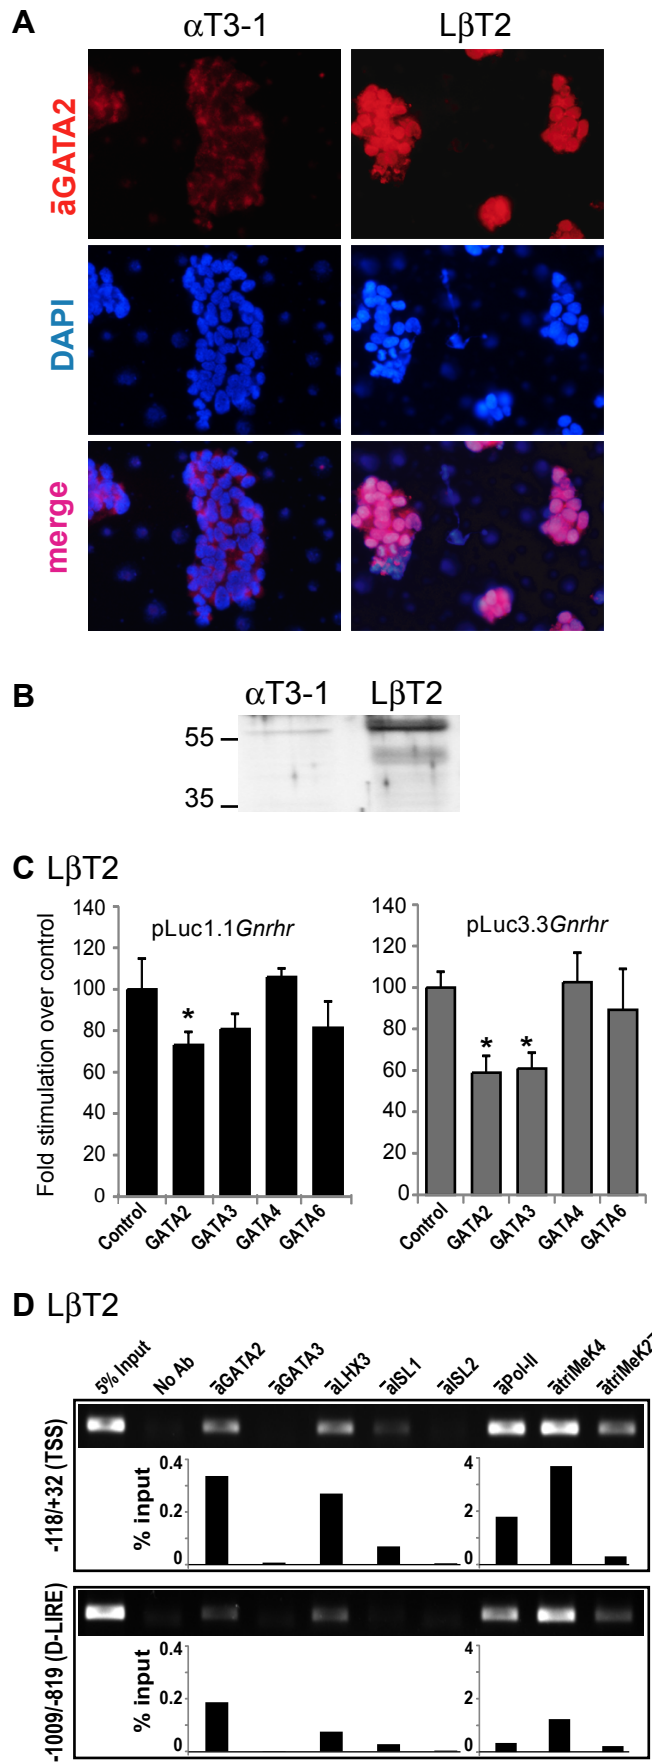 A
αT3-1 LβT2
āGATA2
DAPI
merge
B
αT3-1 LβT2
55
35
C LβT2
Fold stimulation over control
pLuc1.1Gnrhr
140
120
100
80
60
40
20
0
*
Control GATA2 GATA3 GATA4 GATA6
pLuc3.3Gnrhr
140
120
100
80
60
40
20
0
* *
Control GATA2 GATA3 GATA4 GATA6
D LβT2
5% Input No Ab āGATA2 āGATA3 āLHX3 āISL1 āISL2 āPol-II ātriMeK4 ātriMeK27
-118/+32 (TSS)
% input
0.4
0.2
0
4
2
0
-1009/-819 (D-LIRE)
% input
0.4
0.2
0
4
2
0